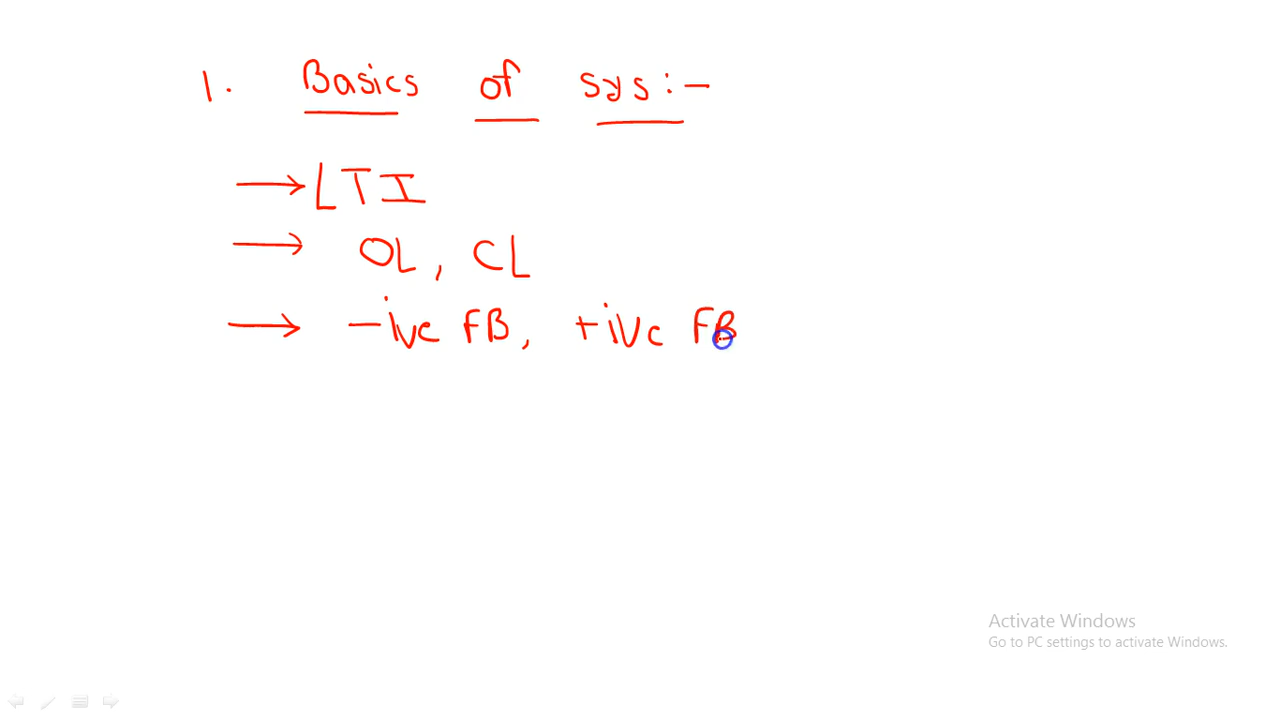 1. Basics of sys:-
→ LTI
→ OL, CL
→ -ive FB, +ive FB
Activate Windows
Go to PC settings to activate Windows.